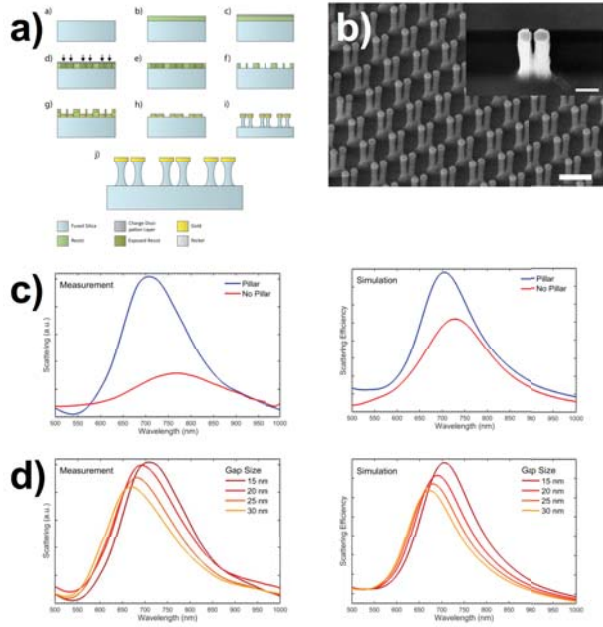 a)
b)
a)
b)
c)
d)
e)
f)
g)
h)
i)
j)
Fused Silica
Resist
Exposed Resist
Gold
c)
Measurement
Pillar
No Pillar
Scattering (a.u.)
500 550 600 650 700 750 800 850 900 950 1000
Wavelength (nm)
Simulation
Pillar
No Pillar
Scattering Efficiency
500 550 600 650 700 750 800 850 900 950 1000
Wavelength (nm)
d)
Measurement
Gap Size
15 nm
20 nm
25 nm
30 nm
Scattering (a.u.)
500 550 600 650 700 750 800 850 900 950 1000
Wavelength (nm)
Simulation
Gap Size
15 nm
20 nm
25 nm
30 nm
Scattering Efficiency
500 550 600 650 700 750 800 850 900 950 1000
Wavelength (nm)